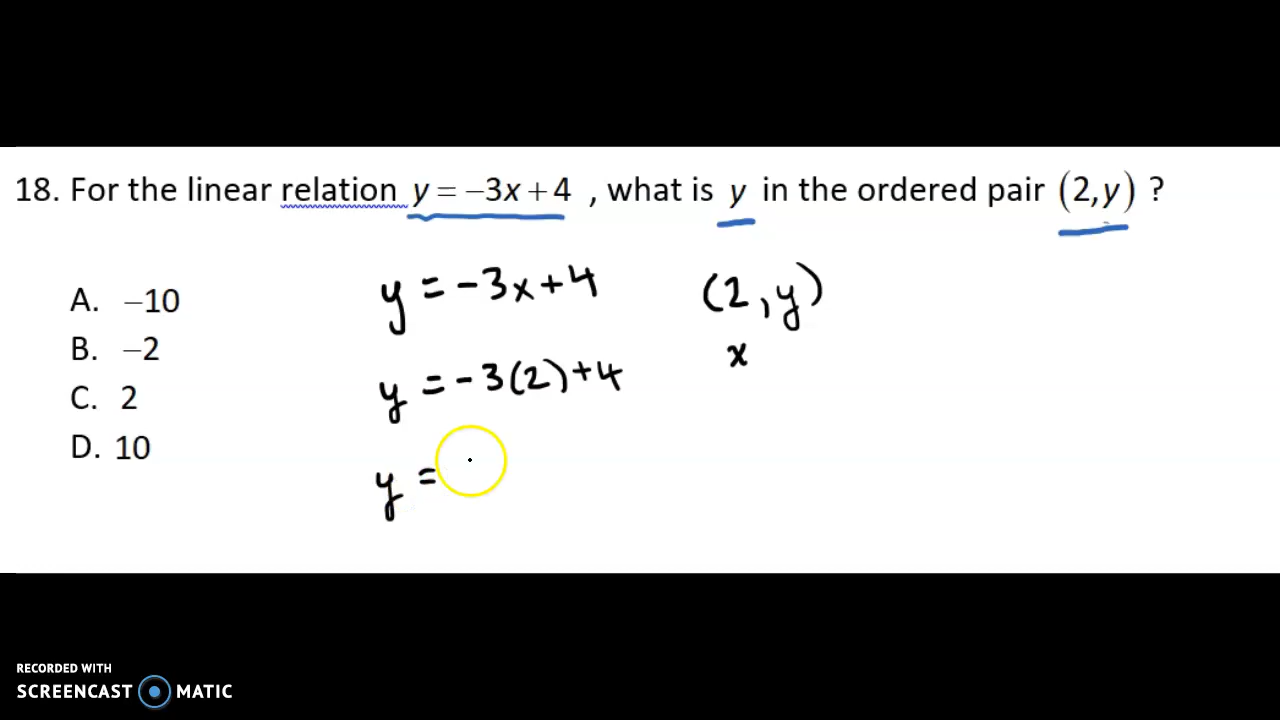 18. For the linear relation y = −3x + 4 , what is y in the ordered pair (2, y) ?
A. −10
B. −2
C. 2
D. 10
y = -3x+4
(2, y)
x
y = -3(2)+4
y =
RECORDED WITH
SCREENCAST MATIC